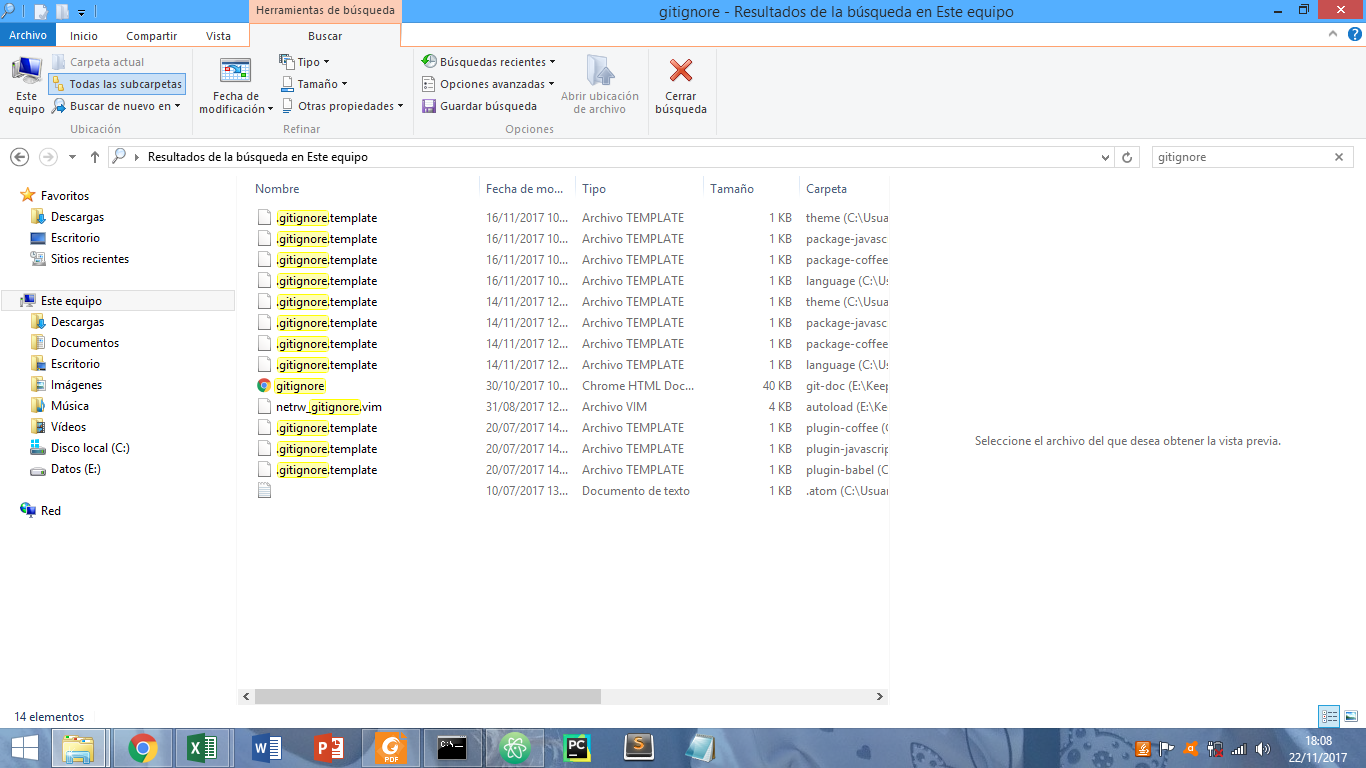 Herramientas de búsqueda
gitignore - Resultados de la búsqueda en Este equipo
Archivo Inicio Compartir Vista Buscar
Este equipo
Carpeta actual
Todas las subcarpetas
Buscar de nuevo en
Ubicación
Fecha de modificación
Tipo
Tamaño
Otras propiedades
Refinar
Búsquedas recientes
Opciones avanzadas
Guardar búsqueda
Abrir ubicación de archivo
Opciones
Cerrar búsqueda
Resultados de la búsqueda en Este equipo
gitignore
Favoritos
Descargas
Escritorio
Sitios recientes
Este equipo
Descargas
Documentos
Escritorio
Imágenes
Música
Vídeos
Disco local (C:)
Datos (E:)
Red
Nombre Fecha de mo... Tipo Tamaño Carpeta
.gitignore.template 16/11/2017 10... Archivo TEMPLATE 1 KB theme (C:\Usua
.gitignore.template 16/11/2017 10... Archivo TEMPLATE 1 KB package-javasc
.gitignore.template 16/11/2017 10... Archivo TEMPLATE 1 KB package-coffee
.gitignore.template 16/11/2017 10... Archivo TEMPLATE 1 KB language (C:\Us
.gitignore.template 14/11/2017 12... Archivo TEMPLATE 1 KB theme (C:\Usua
.gitignore.template 14/11/2017 12... Archivo TEMPLATE 1 KB package-javasc
.gitignore.template 14/11/2017 12... Archivo TEMPLATE 1 KB package-coffee
.gitignore.template 14/11/2017 12... Archivo TEMPLATE 1 KB language (C:\Us
gitignore 30/10/2017 10... Chrome HTML Doc... 40 KB git-doc (E:\Keep
netrw_gitignore.vim 31/08/2017 12... Archivo VIM 4 KB autoload (E:\Ke
.gitignore.template 20/07/2017 14... Archivo TEMPLATE 1 KB plugin-coffee (C
.gitignore.template 20/07/2017 14... Archivo TEMPLATE 1 KB plugin-javascrip
.gitignore.template 20/07/2017 14... Archivo TEMPLATE 1 KB plugin-babel (C
10/07/2017 13... Documento de texto 1 KB .atom (C:\Usuar
Seleccione el archivo del que desea obtener la vista previa.
14 elementos
PDF
C:\
PC
18:08
22/11/2017